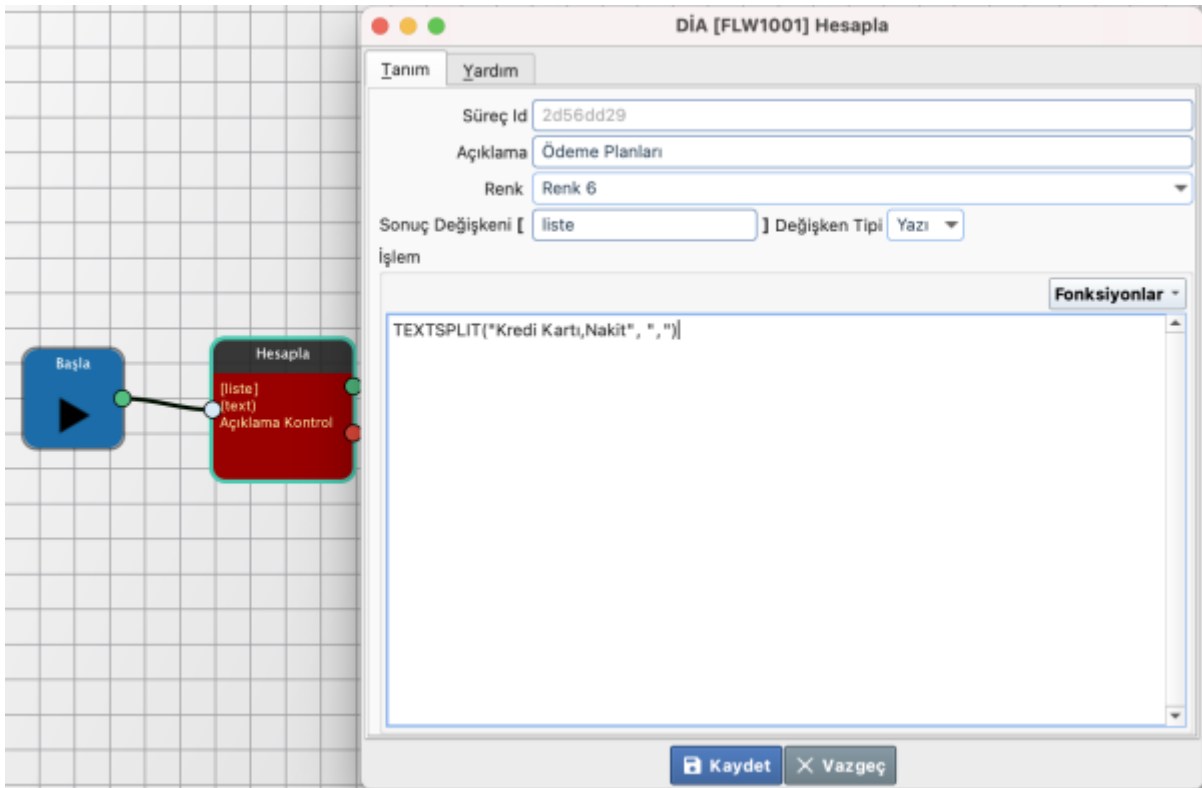 DİA [FLW1001] Hesapla
Tanım Yardım
Süreç Id 2d56dd29
Açıklama Ödeme Planları
Renk Renk 6
Sonuç Değişkeni [ liste ] Değişken Tipi Yazı
İşlem
Fonksiyonlar
TEXTSPLIT("Kredi Kartı,Nakit", ",")
Başla
Hesapla
[liste]
(text)
Açıklama Kontrol
Kaydet Vazgeç